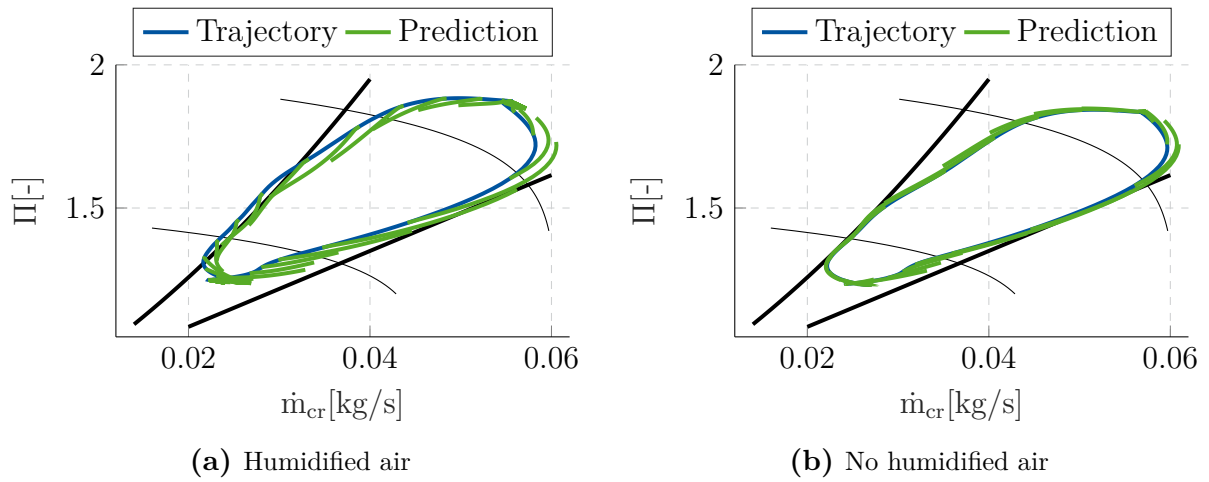 Trajectory Prediction
2
1.5
Π[-]
0.02 0.04 0.06
ṁcr[kg/s]
(a) Humidified air
Trajectory Prediction
2
1.5
Π[-]
0.02 0.04 0.06
ṁcr[kg/s]
(b) No humidified air